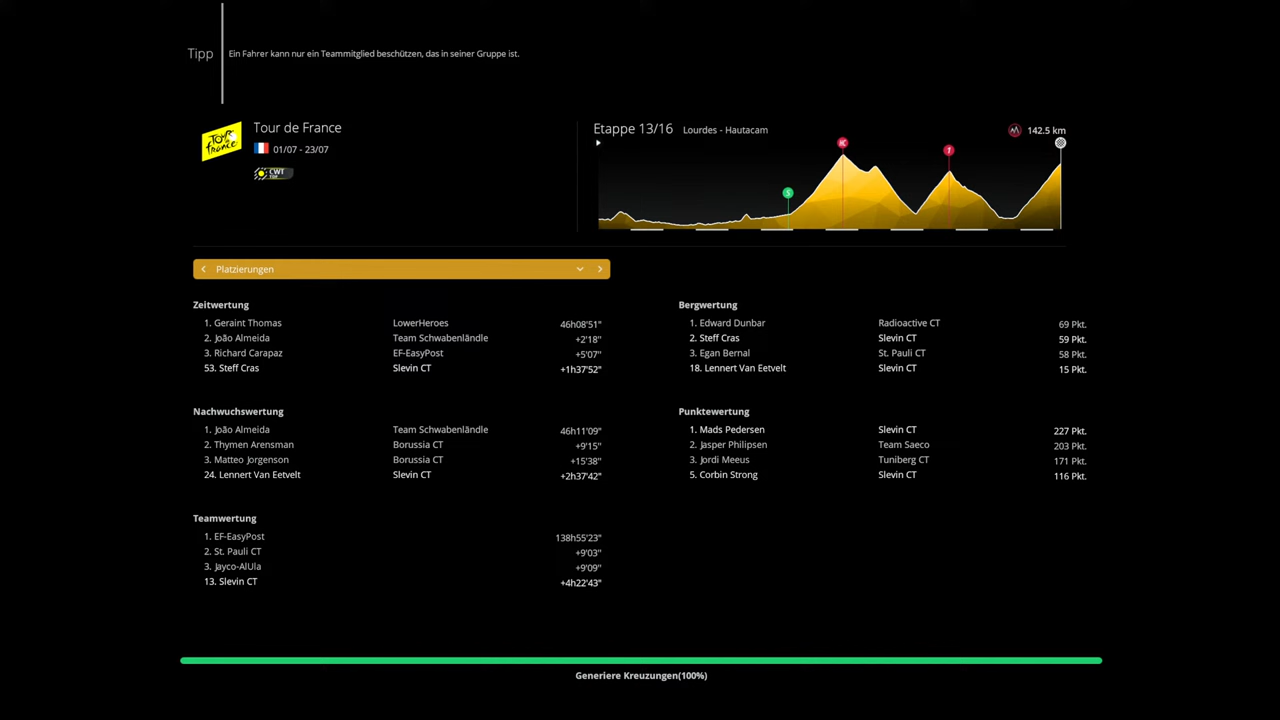 Tipp
Ein Fahrer kann nur ein Teammitglied beschützen, das in seiner Gruppe ist.
TOUR de france
Tour de France
01/07 - 23/07
CWT
Etappe 13/16 Lourdes - Hautacam
142.5 km
S
HC
1
Platzierungen
Zeitwertung
1. Geraint Thomas LowerHeroes 46h08'51"
2. João Almeida Team Schwabenländle +2'18"
3. Richard Carapaz EF-EasyPost +5'07"
53. Steff Cras Slevin CT +1h37'52"
Bergwertung
1. Edward Dunbar Radioactive CT 69 Pkt.
2. Steff Cras Slevin CT 59 Pkt.
3. Egan Bernal St. Pauli CT 58 Pkt.
18. Lennert Van Eetvelt Slevin CT 15 Pkt.
Nachwuchswertung
1. João Almeida Team Schwabenländle 46h11'09"
2. Thymen Arensman Borussia CT +9'15"
3. Matteo Jorgenson Borussia CT +15'38"
24. Lennert Van Eetvelt Slevin CT +2h37'42"
Punktewertung
1. Mads Pedersen Slevin CT 227 Pkt.
2. Jasper Philipsen Team Saeco 203 Pkt.
3. Jordi Meeus Tuniberg CT 171 Pkt.
5. Corbin Strong Slevin CT 116 Pkt.
Teamwertung
1. EF-EasyPost 138h55'23"
2. St. Pauli CT +9'03"
3. Jayco-AlUla +9'09"
13. Slevin CT +4h22'43"
Generiere Kreuzungen(100%)